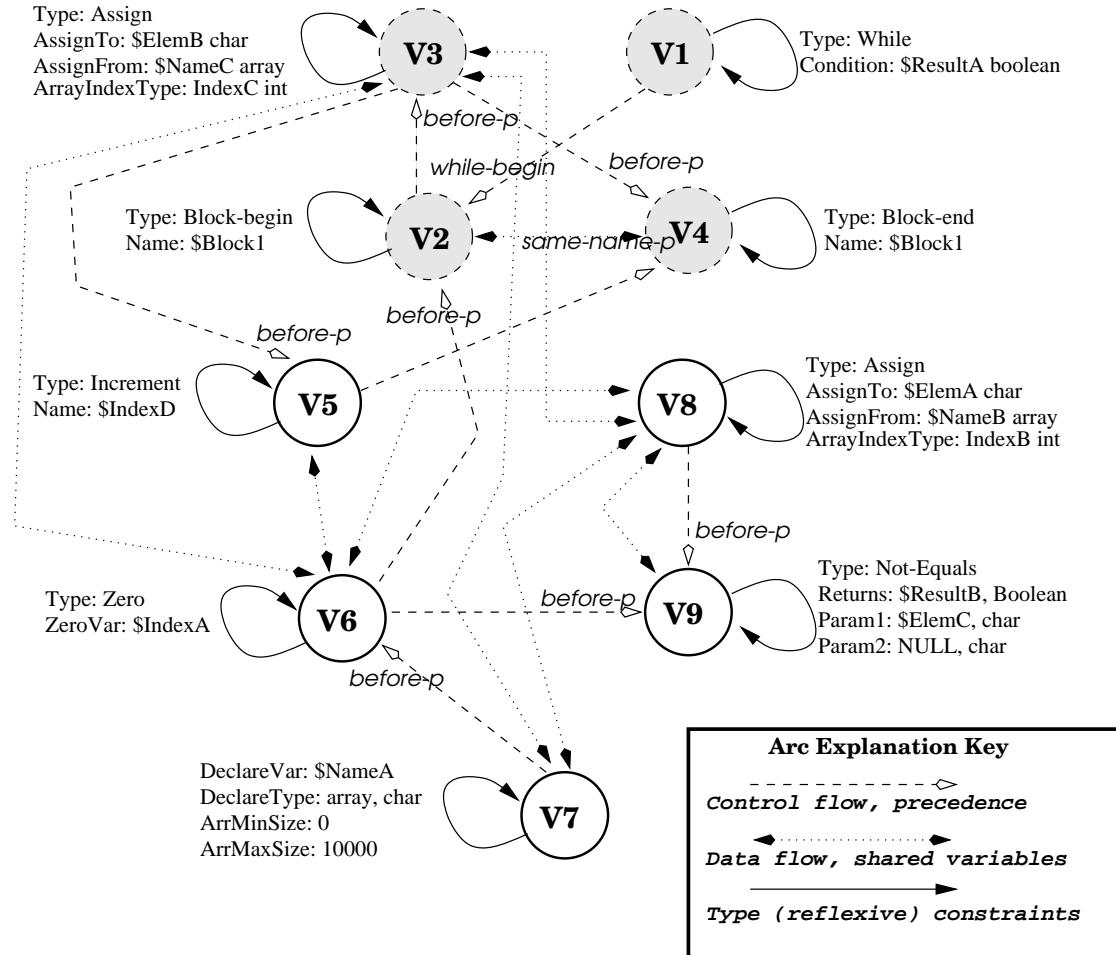 Type: Assign
AssignTo: $ElemB char
AssignFrom: $NameC array
ArrayIndexType: IndexC int
V3
V1
Type: While
Condition: $ResultA boolean
before-p
while-begin
before-p
Type: Block-begin
Name: $Block1
V2
same-name-p
V4
Type: Block-end
Name: $Block1
before-p
before-p
Type: Increment
Name: $IndexD
V5
V8
Type: Assign
AssignTo: $ElemA char
AssignFrom: $NameB array
ArrayIndexType: IndexB int
before-p
Type: Zero
ZeroVar: $IndexA
V6
before-p
V9
Type: Not-Equals
Returns: $ResultB, Boolean
Param1: $ElemC, char
Param2: NULL, char
before-p
DeclareVar: $NameA
DeclareType: array, char
ArrMinSize: 0
ArrMaxSize: 10000
V7
Arc Explanation Key
Control flow, precedence
Data flow, shared variables
Type (reflexive) constraints